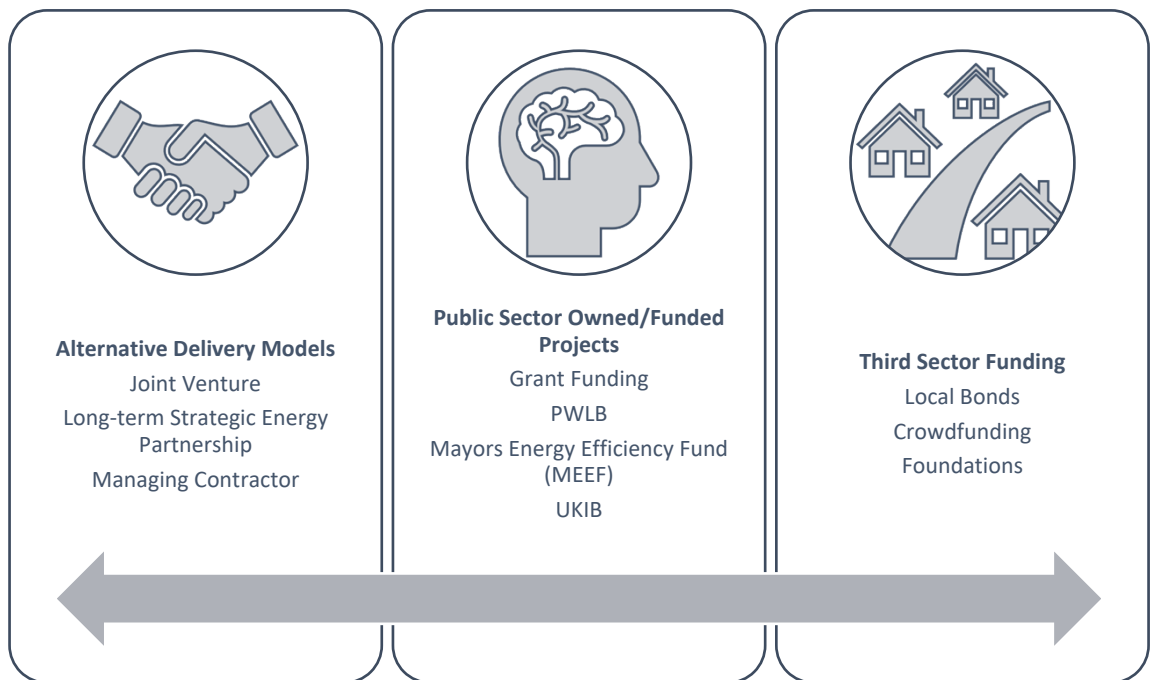 Alternative Delivery Models
Joint Venture
Long-term Strategic Energy
Partnership
Managing Contractor
Public Sector Owned/Funded
Projects
Grant Funding
PWLB
Mayors Energy Efficiency Fund
(MEEF)
UKIB
Third Sector Funding
Local Bonds
Crowdfunding
Foundations